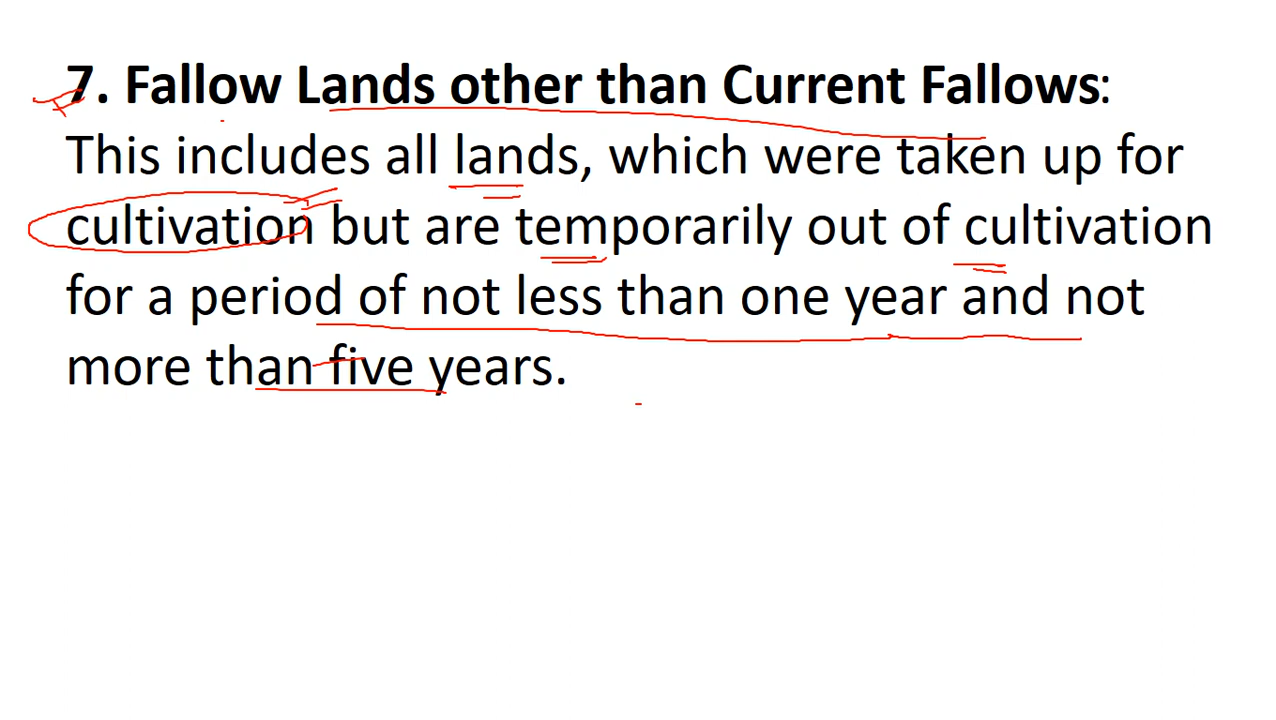 7. Fallow Lands other than Current Fallows:
This includes all lands, which were taken up for
cultivation but are temporarily out of cultivation
for a period of not less than one year and not
more than five years.